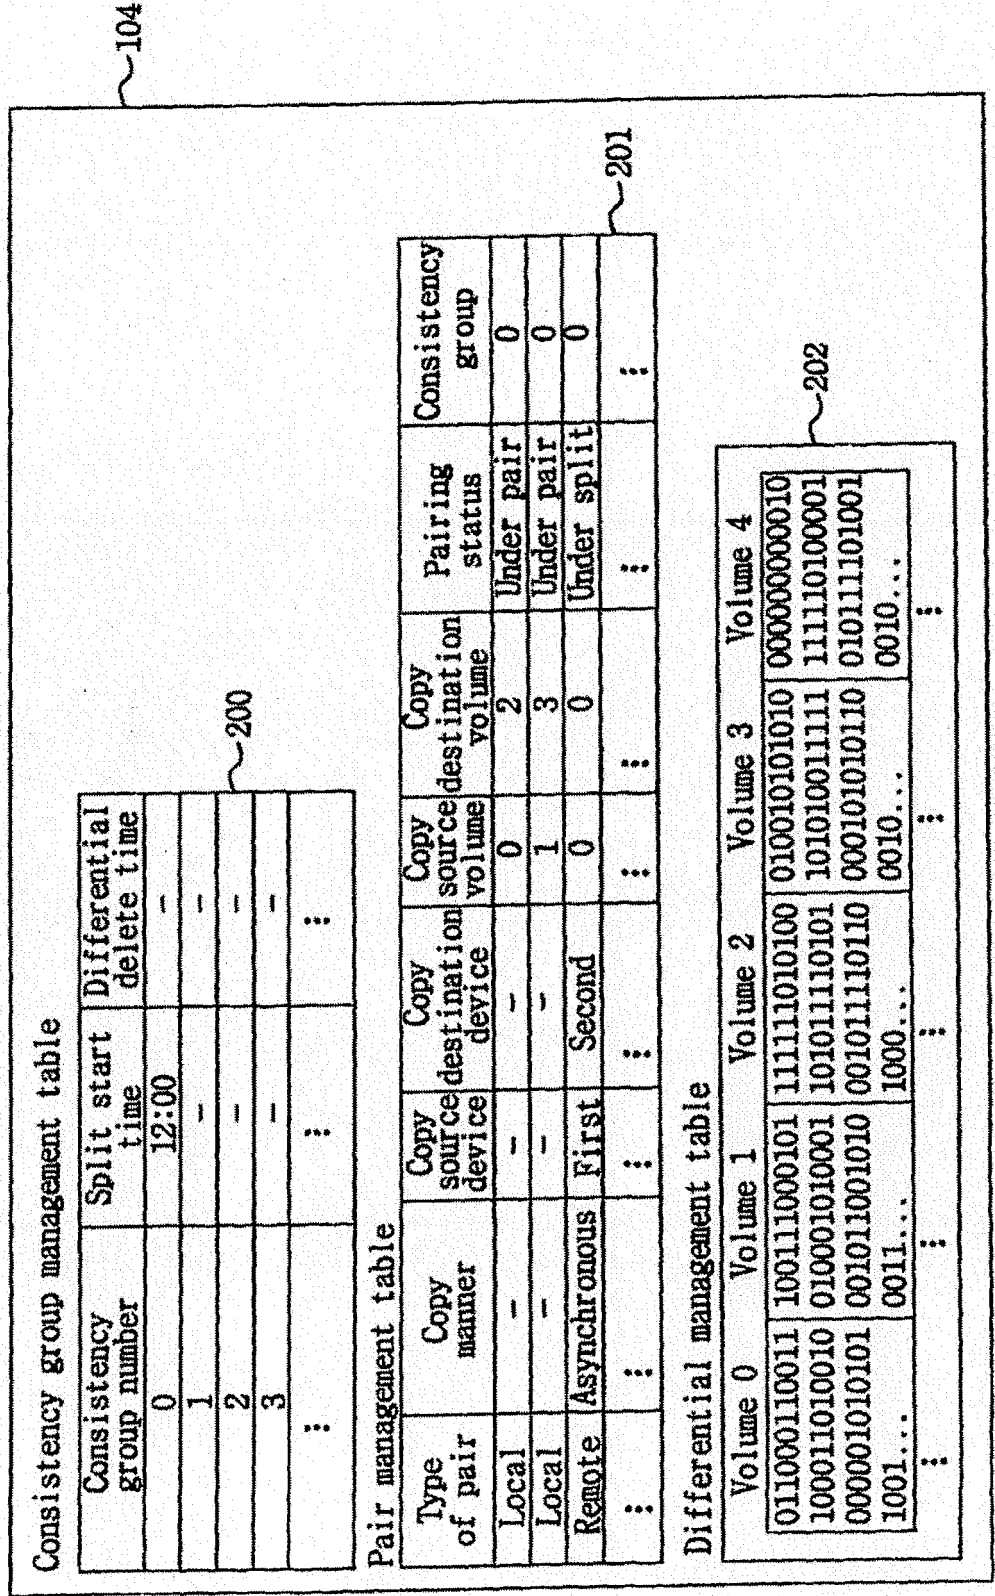 104
Consistency group management table
Consistency group number | Split start time | Differential delete time
0 | 12:00 | -
1 | - | -
2 | - | -
3 | - | -
⋮ | ⋮ | ⋮
200
Pair management table
Type of pair | Copy manner | Copy source device | Copy destination device | Copy source volume | Copy destination volume | Pairing status | Consistency group
Local | - | - | - | 0 | 2 | Under pair | 0
Local | - | - | - | 1 | 3 | Under pair | 0
Remote | Asynchronous | First | Second | 0 | 0 | Under split | 0
⋮ | ⋮ | ⋮ | ⋮ | ⋮ | ⋮ | ⋮ | ⋮
201
Differential management table
202
Volume 0 | Volume 1 | Volume 2 | Volume 3 | Volume 4
011000110011 | 100111000101 | 111111010100 | 010010101010 | 000000000010
100011010010 | 010001010001 | 101011110101 | 101010011111 | 111110100001
000001010101 | 001011001010 | 001011110110 | 000101010110 | 010111101001
1001... | 0011... | 1000... | 0010... | 0010...
⋮ | ⋮ | ⋮ | ⋮ | ⋮